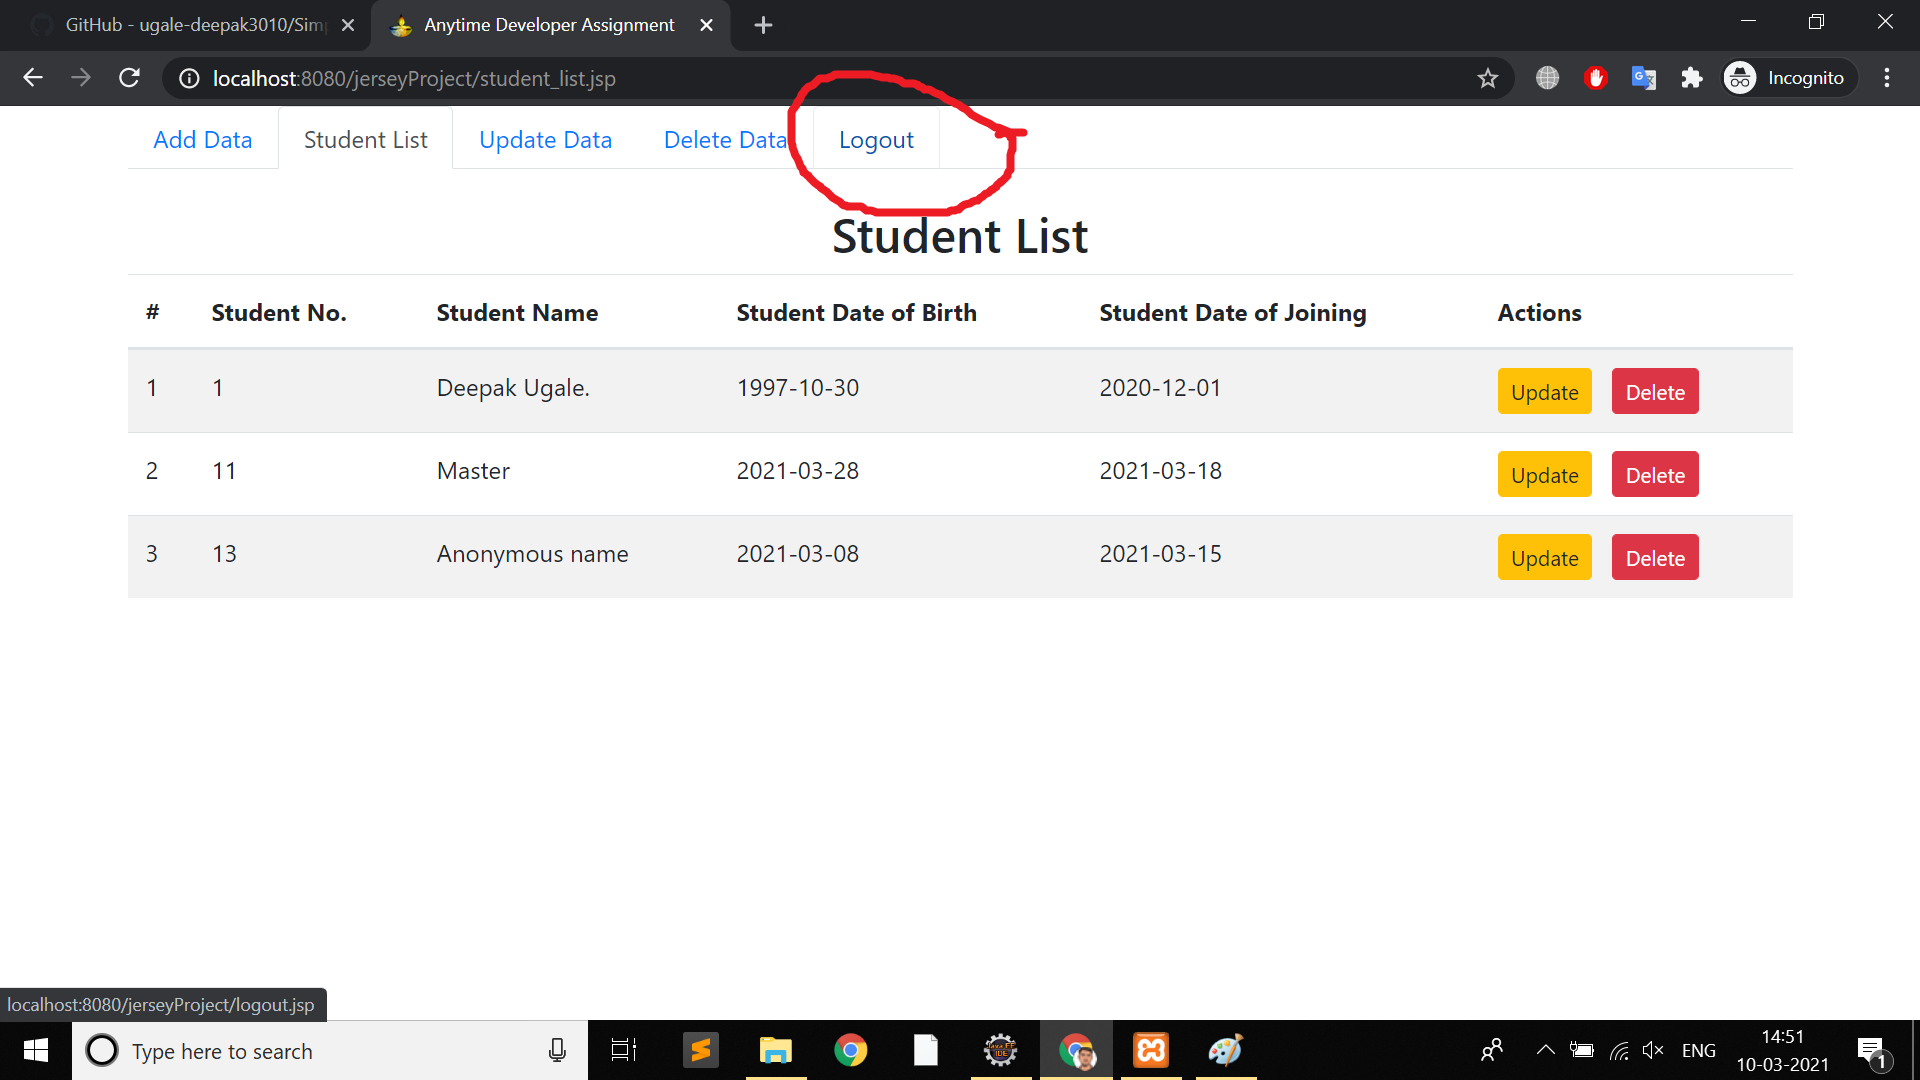 GitHub - ugale-deepak3010/Sim
Anytime Developer Assignment
localhost:8080/jerseyProject/student_list.jsp
Incognito
Add Data Student List Update Data Delete Data Logout
Student List
# Student No. Student Name Student Date of Birth Student Date of Joining Actions
1 1 Deepak Ugale. 1997-10-30 2020-12-01 Update Delete
2 11 Master 2021-03-28 2021-03-18 Update Delete
3 13 Anonymous name 2021-03-08 2021-03-15 Update Delete
localhost:8080/jerseyProject/logout.jsp
Type here to search
ENG
14:51
10-03-2021
1